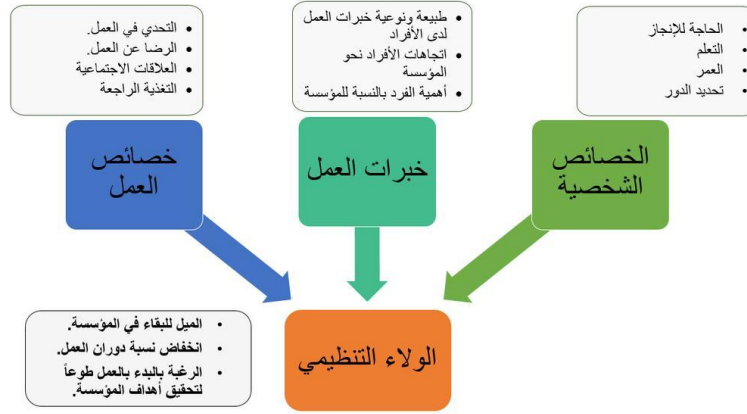 الحاجة للإنجاز
التعلم
العمر
تحديد الدور
طبيعة ونوعية خبرات العمل
لدى الأفراد
اتجاهات الأفراد نحو
المؤسسة
أهمية الفرد بالنسبة للمؤسسة
التحدي في العمل.
الرضا عن العمل.
العلاقات الاجتماعية
التغذية الراجعة
الخصائص
الشخصية
خبرات العمل
خصائص
العمل
الولاء التنظيمي
الميل للبقاء في المؤسسة.
انخفاض نسبة دوران العمل.
الرغبة بالبدء بالعمل طوعاً
لتحقيق أهداف المؤسسة.